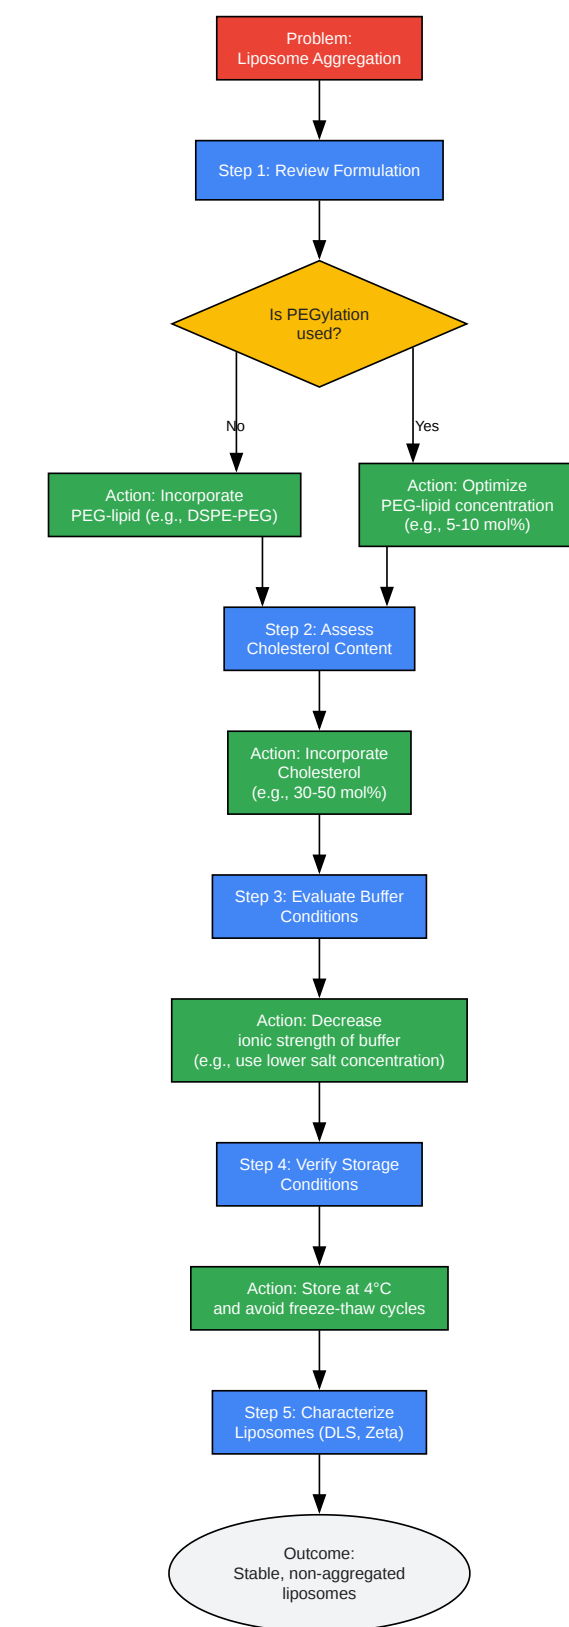 Problem:
Liposome Aggregation
Step 1: Review Formulation
Is PEGylation
used?
No
Yes
Action: Incorporate
PEG-lipid (e.g., DSPE-PEG)
Action: Optimize
PEG-lipid concentration
(e.g., 5-10 mol%)
Step 2: Assess
Cholesterol Content
Action: Incorporate
Cholesterol
(e.g., 30-50 mol%)
Step 3: Evaluate Buffer
Conditions
Action: Decrease
ionic strength of buffer
(e.g., use lower salt concentration)
Step 4: Verify Storage
Conditions
Action: Store at 4°C
and avoid freeze-thaw cycles
Step 5: Characterize
Liposomes (DLS, Zeta)
Outcome:
Stable, non-aggregated
liposomes